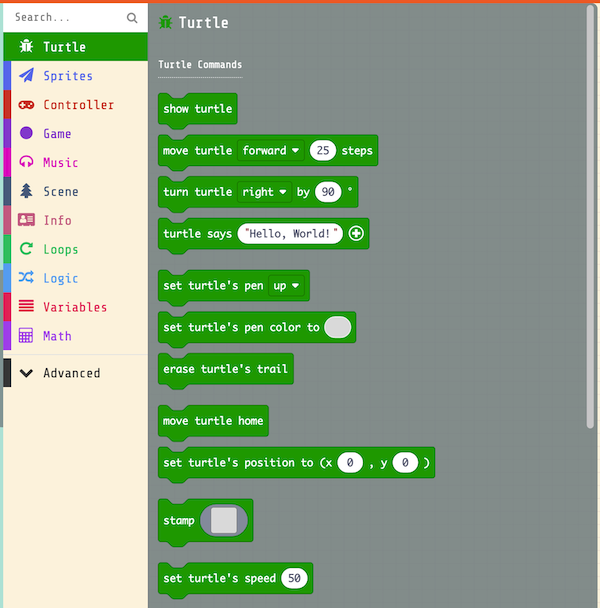 Search...
Turtle
Sprites
Controller
Game
Music
Scene
Info
Loops
Logic
Variables
Math
Advanced
Turtle
Turtle Commands
show turtle
move turtle forward 25 steps
turn turtle right by 90 °
turtle says "Hello, World!"
set turtle's pen up
set turtle's pen color to
erase turtle's trail
move turtle home
set turtle's position to (x 0 , y 0 )
stamp
set turtle's speed 50